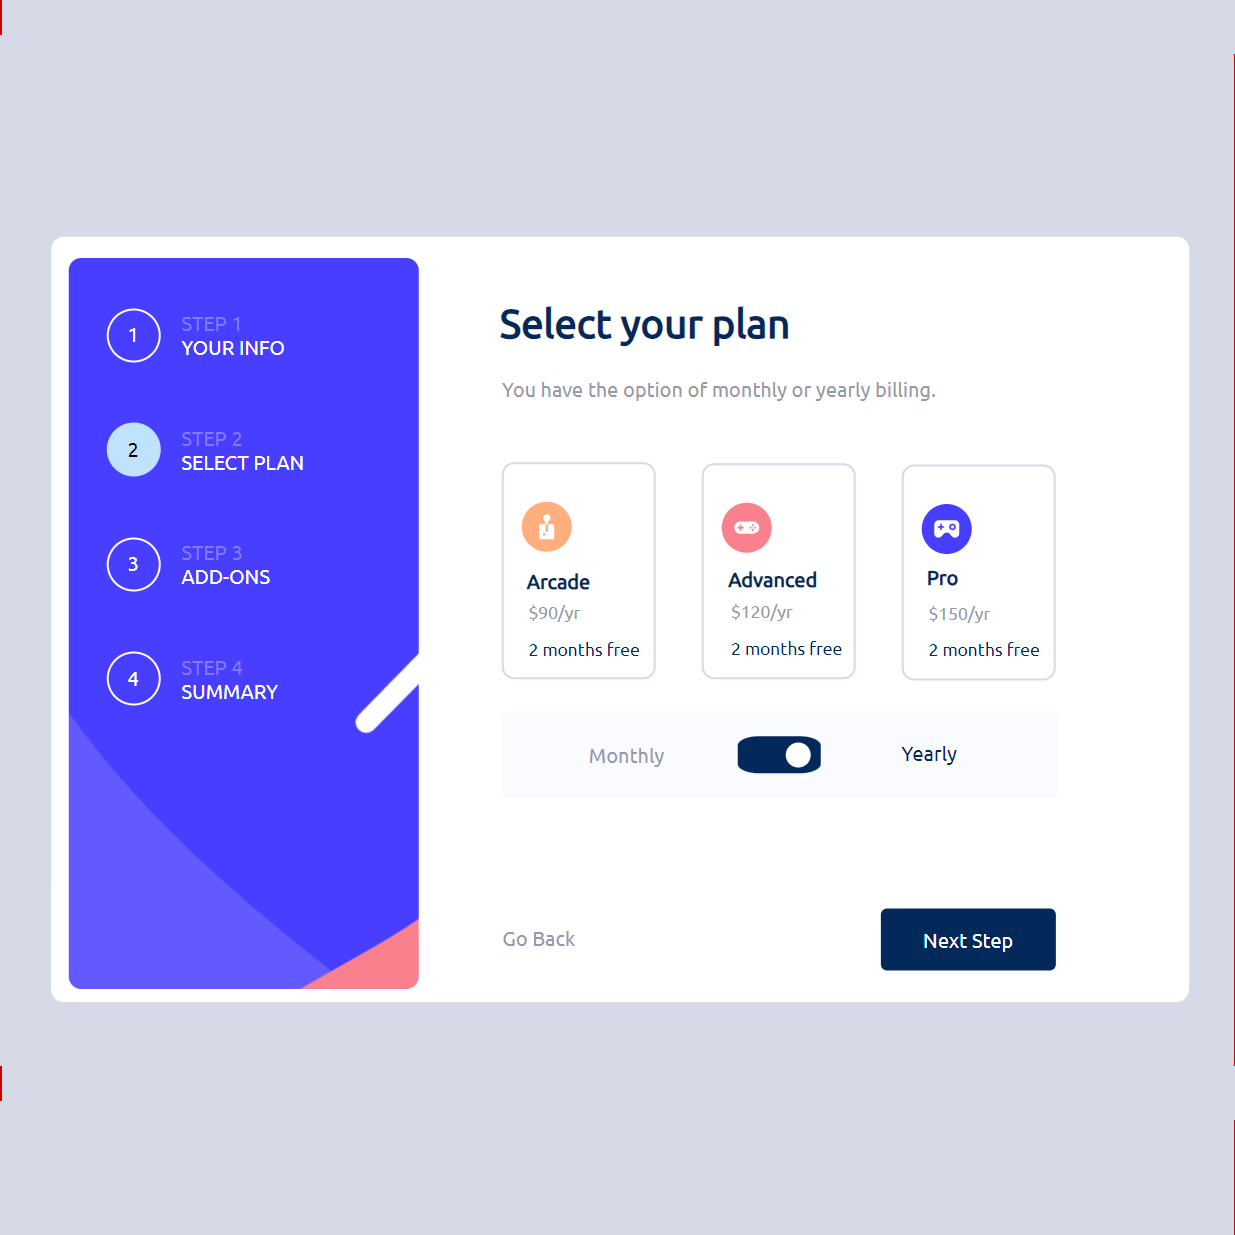 1
STEP 1
YOUR INFO
2
STEP 2
SELECT PLAN
3
STEP 3
ADD-ONS
4
STEP 4
SUMMARY
Select your plan
You have the option of monthly or yearly billing.
Arcade
$90/yr
2 months free
Advanced
$120/yr
2 months free
Pro
$150/yr
2 months free
Monthly
Yearly
Go Back
Next Step